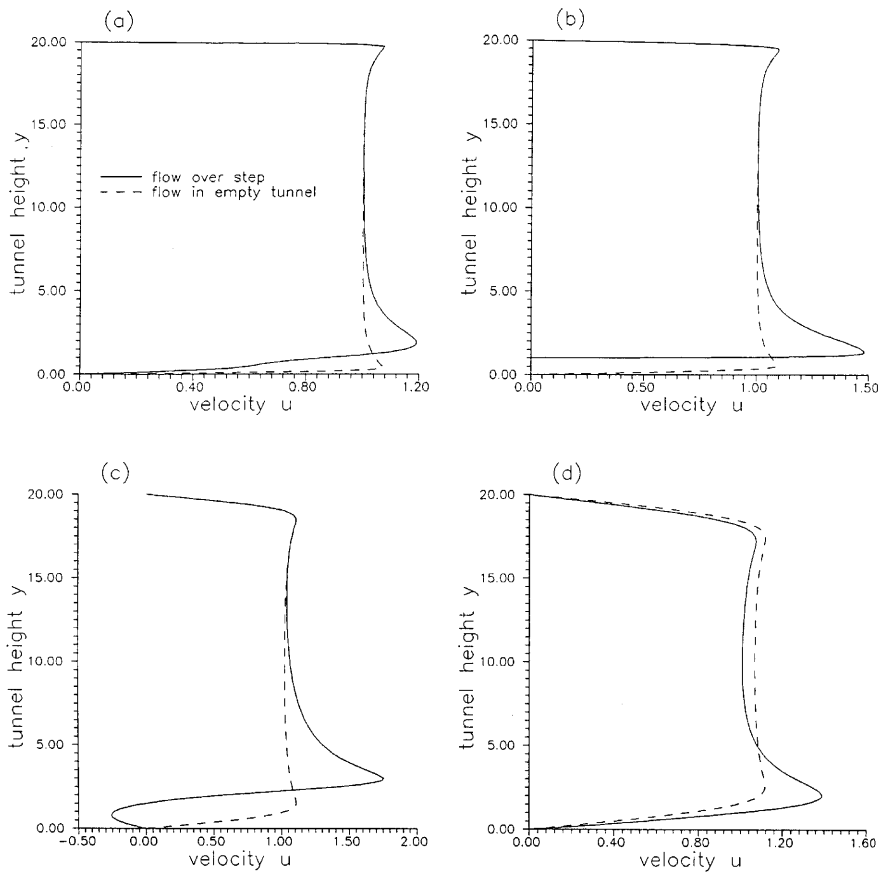 (a)
20.00
15.00
10.00
5.00
0.00
tunnel height ,y
flow over step
flow in empty tunnel
0.00 0.40 0.80 1.20
velocity u
(b)
20.00
15.00
10.00
5.00
0.00
tunnel height y
0.00 0.50 1.00 1.50
velocity u
(c)
20.00
15.00
10.00
5.00
0.00
tunnel height y
-0.50 0.00 0.50 1.00 1.50 2.00
velocity u
(d)
20.00
15.00
10.00
5.00
0.00
tunnel height y
0.00 0.40 0.80 1.20 1.60
velocity u